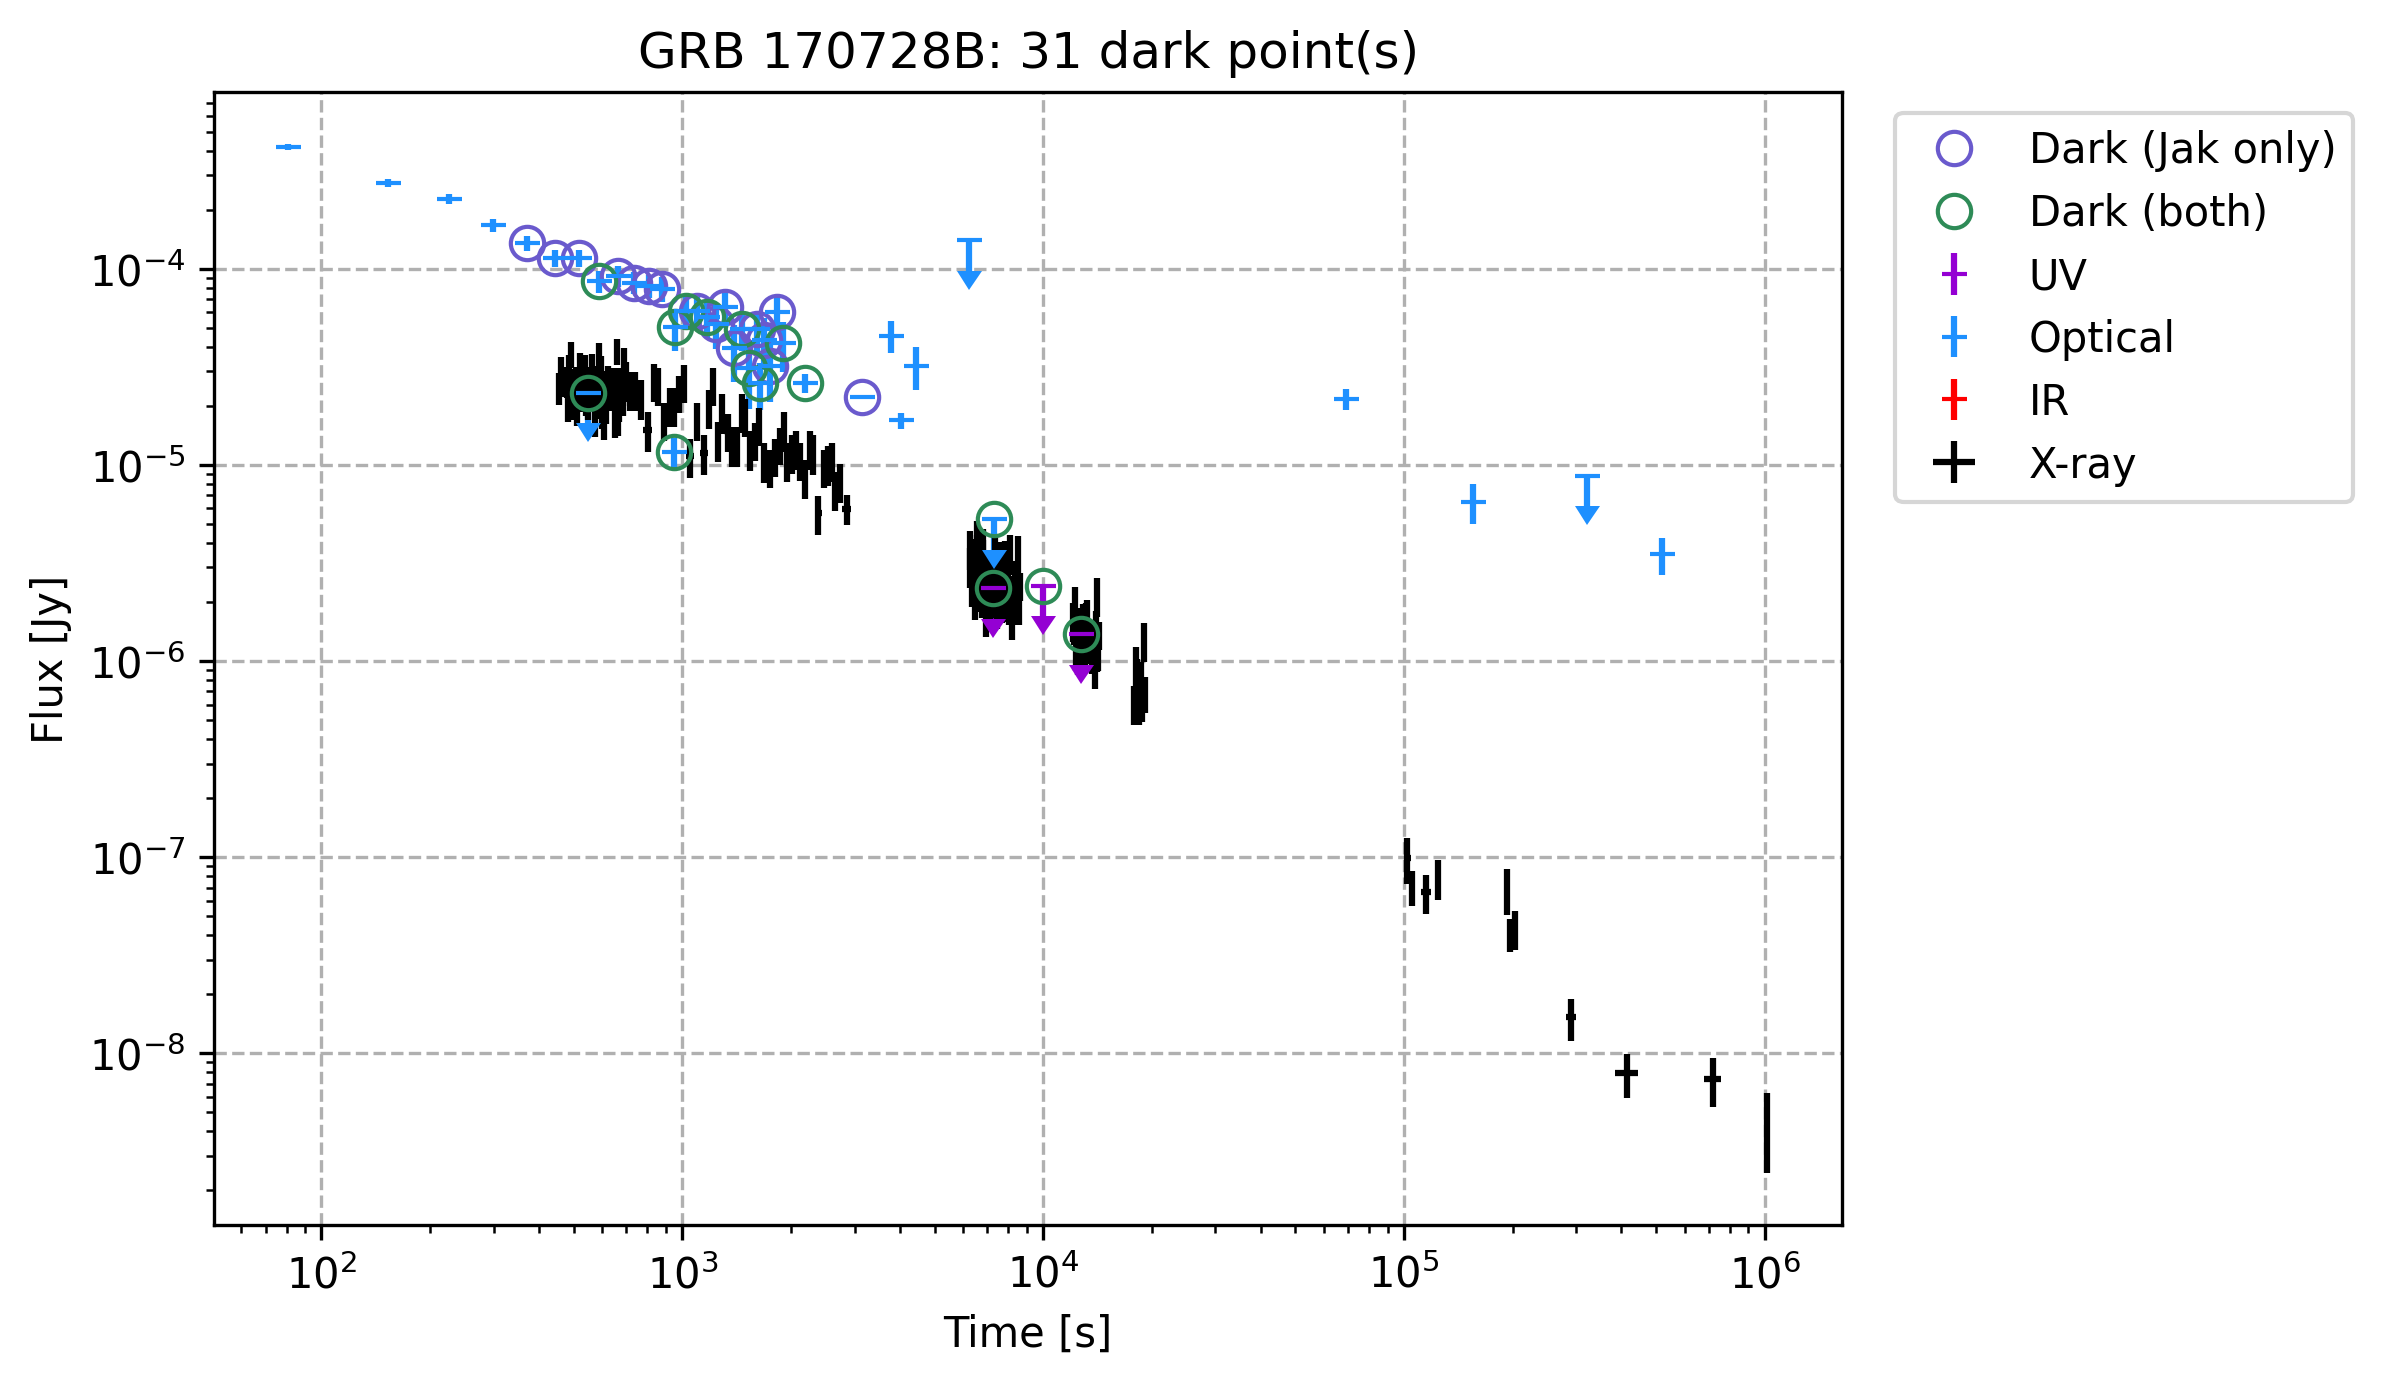 GRB 170728B: 31 dark point(s)
Dark (Jak only)
Dark (both)
UV
Optical
IR
X-ray
Flux [Jy]
10⁻⁴
10⁻⁵
10⁻⁶
10⁻⁷
10⁻⁸
10² 10³ 10⁴ 10⁵ 10⁶
Time [s]